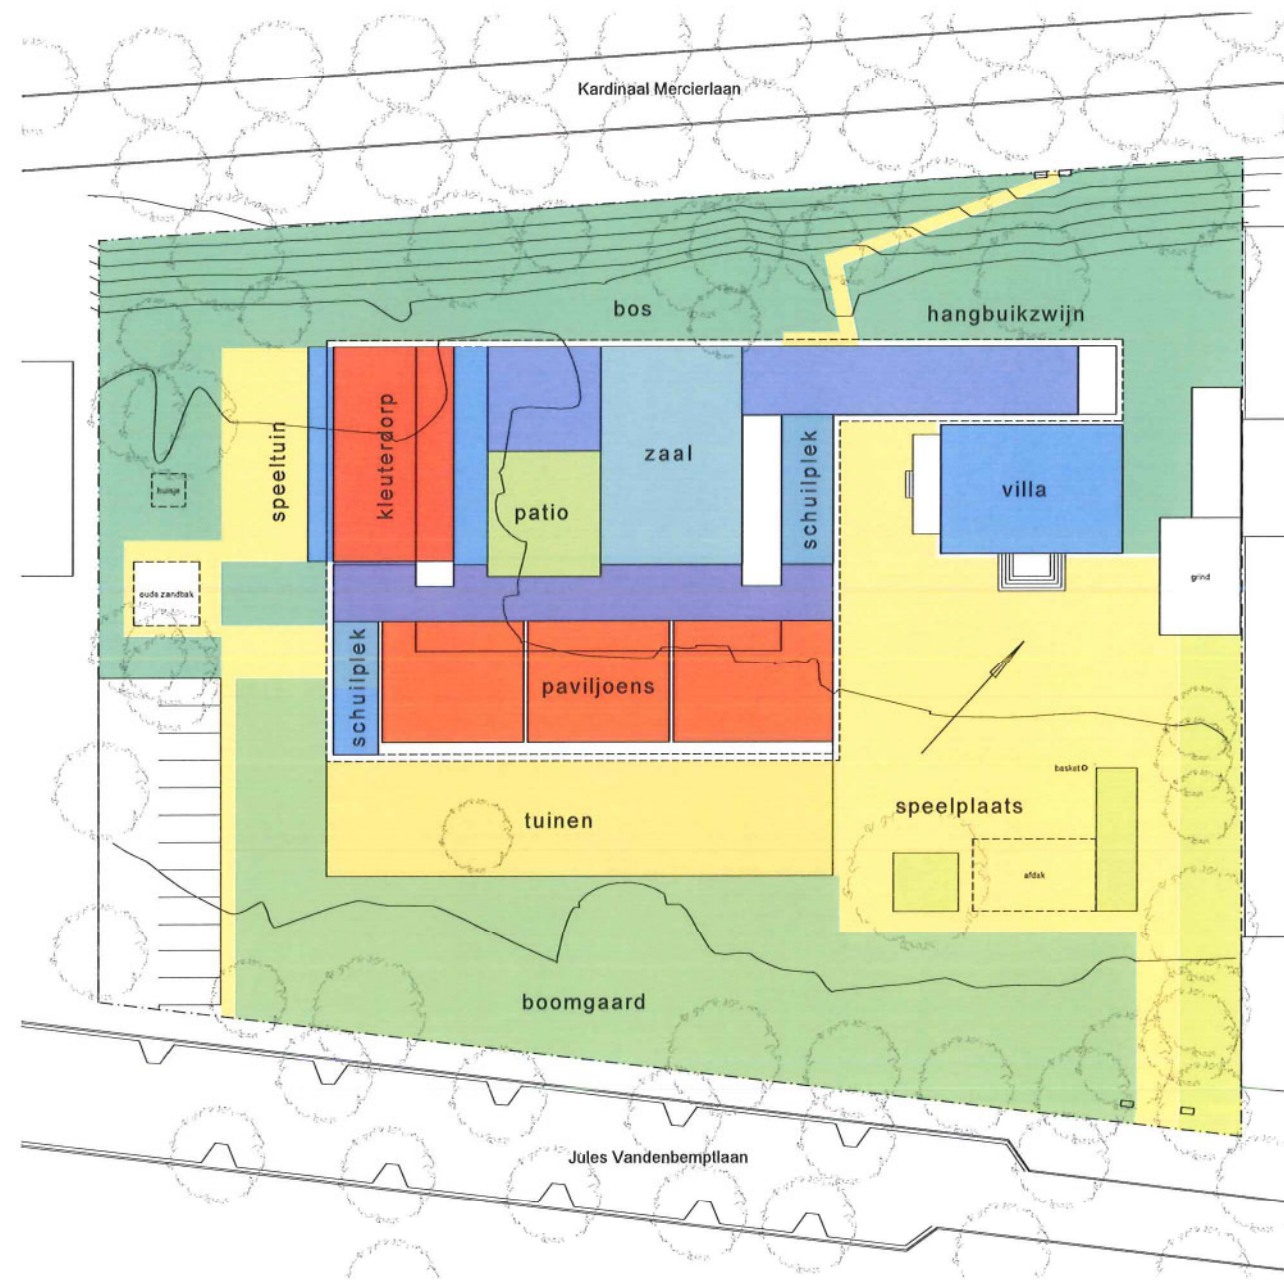 Kardinaal Mercierlaan
bos
hangbuikzwijn
speeltuin
kleuterdorp
zaal
schuilplek
villa
huisje
patio
oude zandbak
grind
schuilplek
paviljoens
basket
tuinen
speelplaats
afdak
boomgaard
Jules Vandenbemptlaan